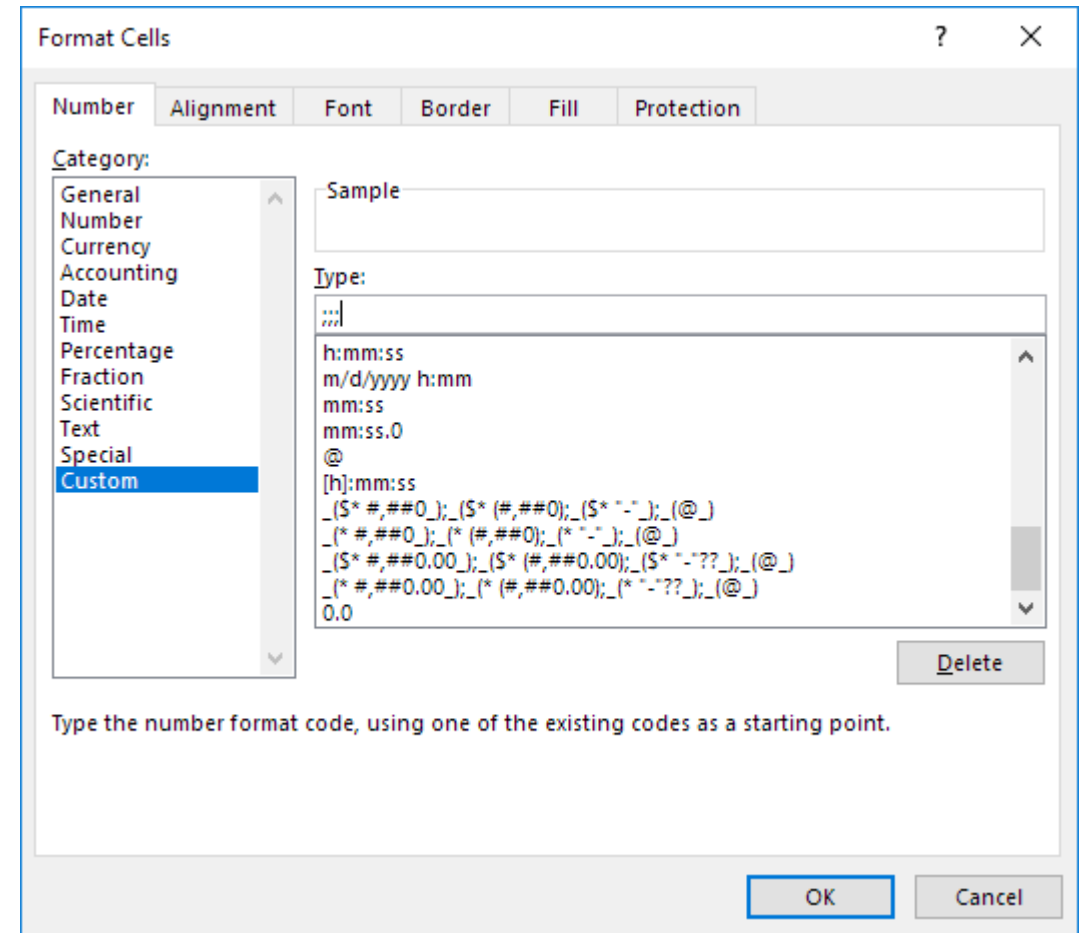 Format Cells ?
Number Alignment Font Border Fill Protection
Category:
General
Number
Currency
Accounting
Date
Time
Percentage
Fraction
Scientific
Text
Special
Custom
Sample
Type:
;;;
h:mm:ss
m/d/yyyy h:mm
mm:ss
mm:ss.0
@
[h]:mm:ss
_($* #,##0_);_($* (#,##0);_($* "-"_);_(@_)
_(* #,##0_);_(* (#,##0);_(* "-"_);_(@_)
_($* #,##0.00_);_($* (#,##0.00);_($* "-"??_);_(@_)
_(* #,##0.00_);_(* (#,##0.00);_(* "-"??_);_(@_)
0.0
Delete
Type the number format code, using one of the existing codes as a starting point.
OK Cancel